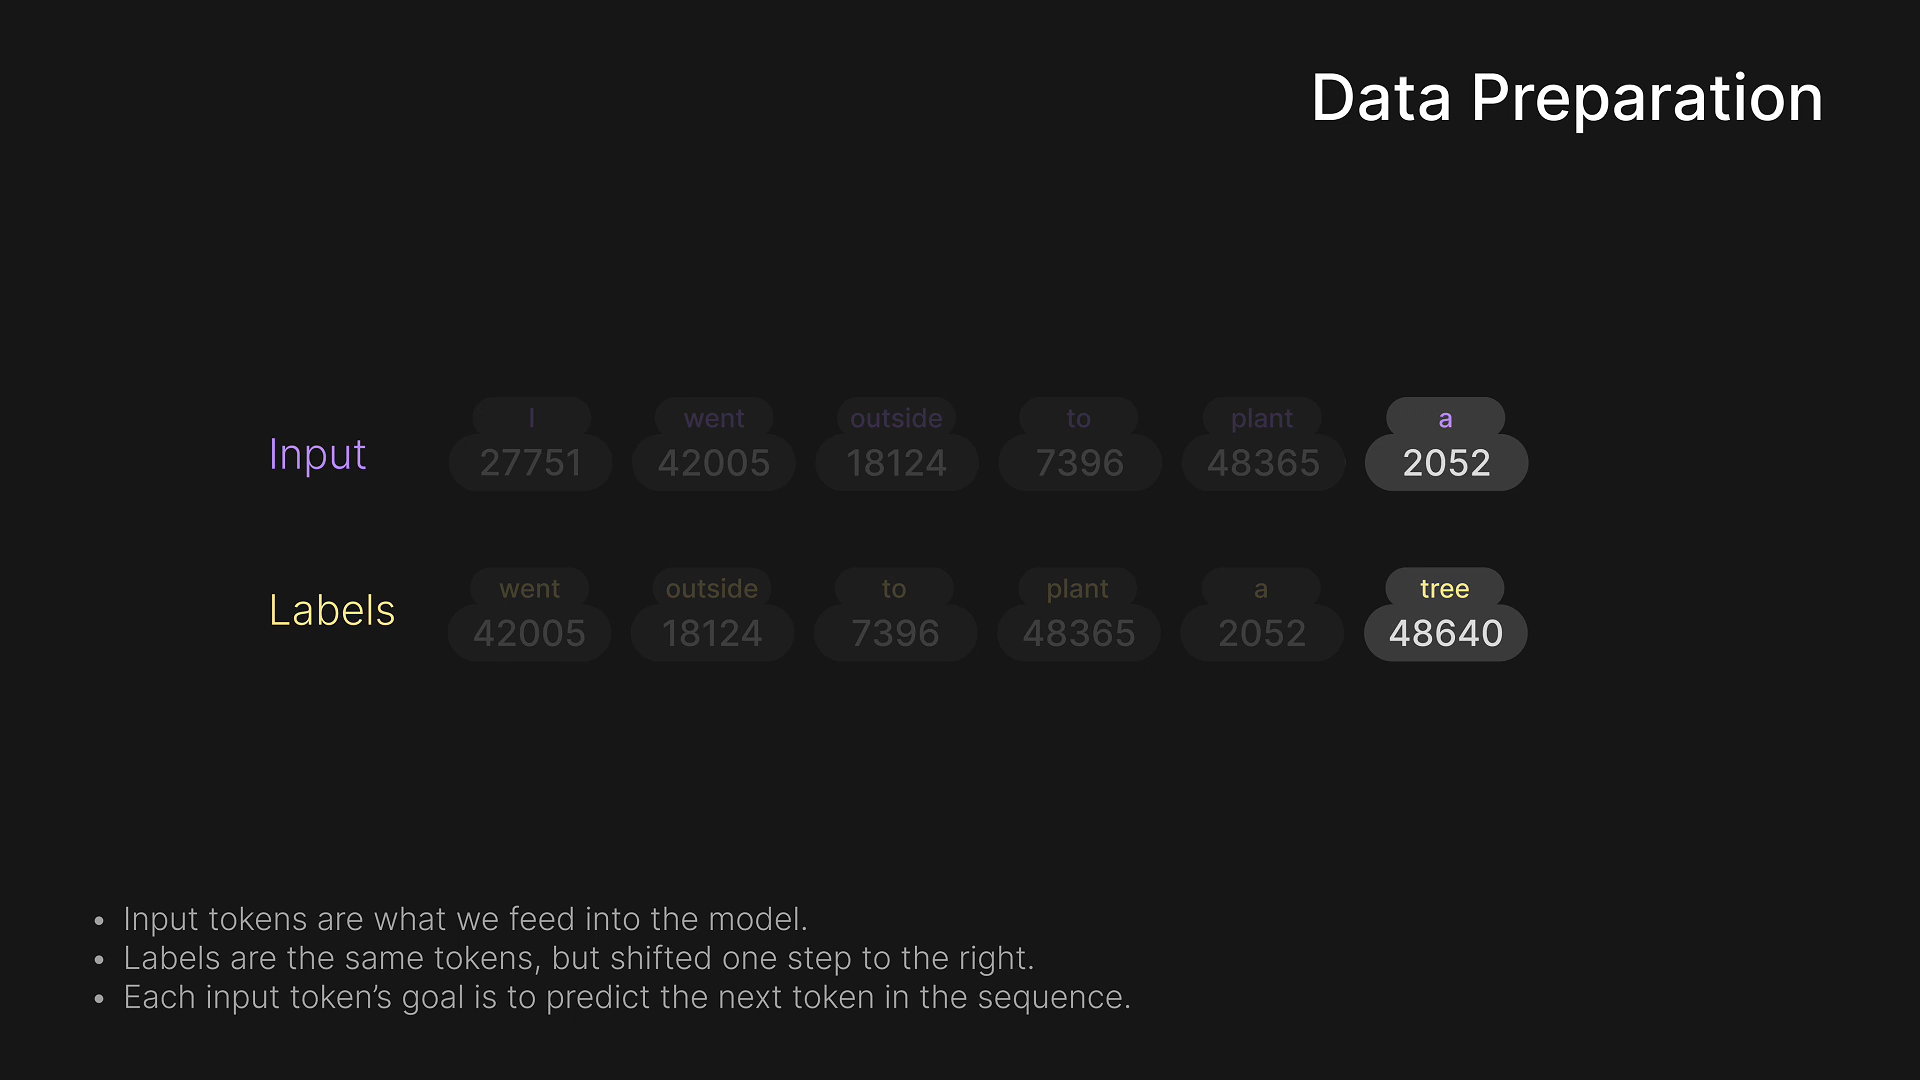 Data Preparation
I went outside to plant a
Input 27751 42005 18124 7396 48365 2052
went outside to plant a tree
Labels 42005 18124 7396 48365 2052 48640
• Input tokens are what we feed into the model.
• Labels are the same tokens, but shifted one step to the right.
• Each input token’s goal is to predict the next token in the sequence.